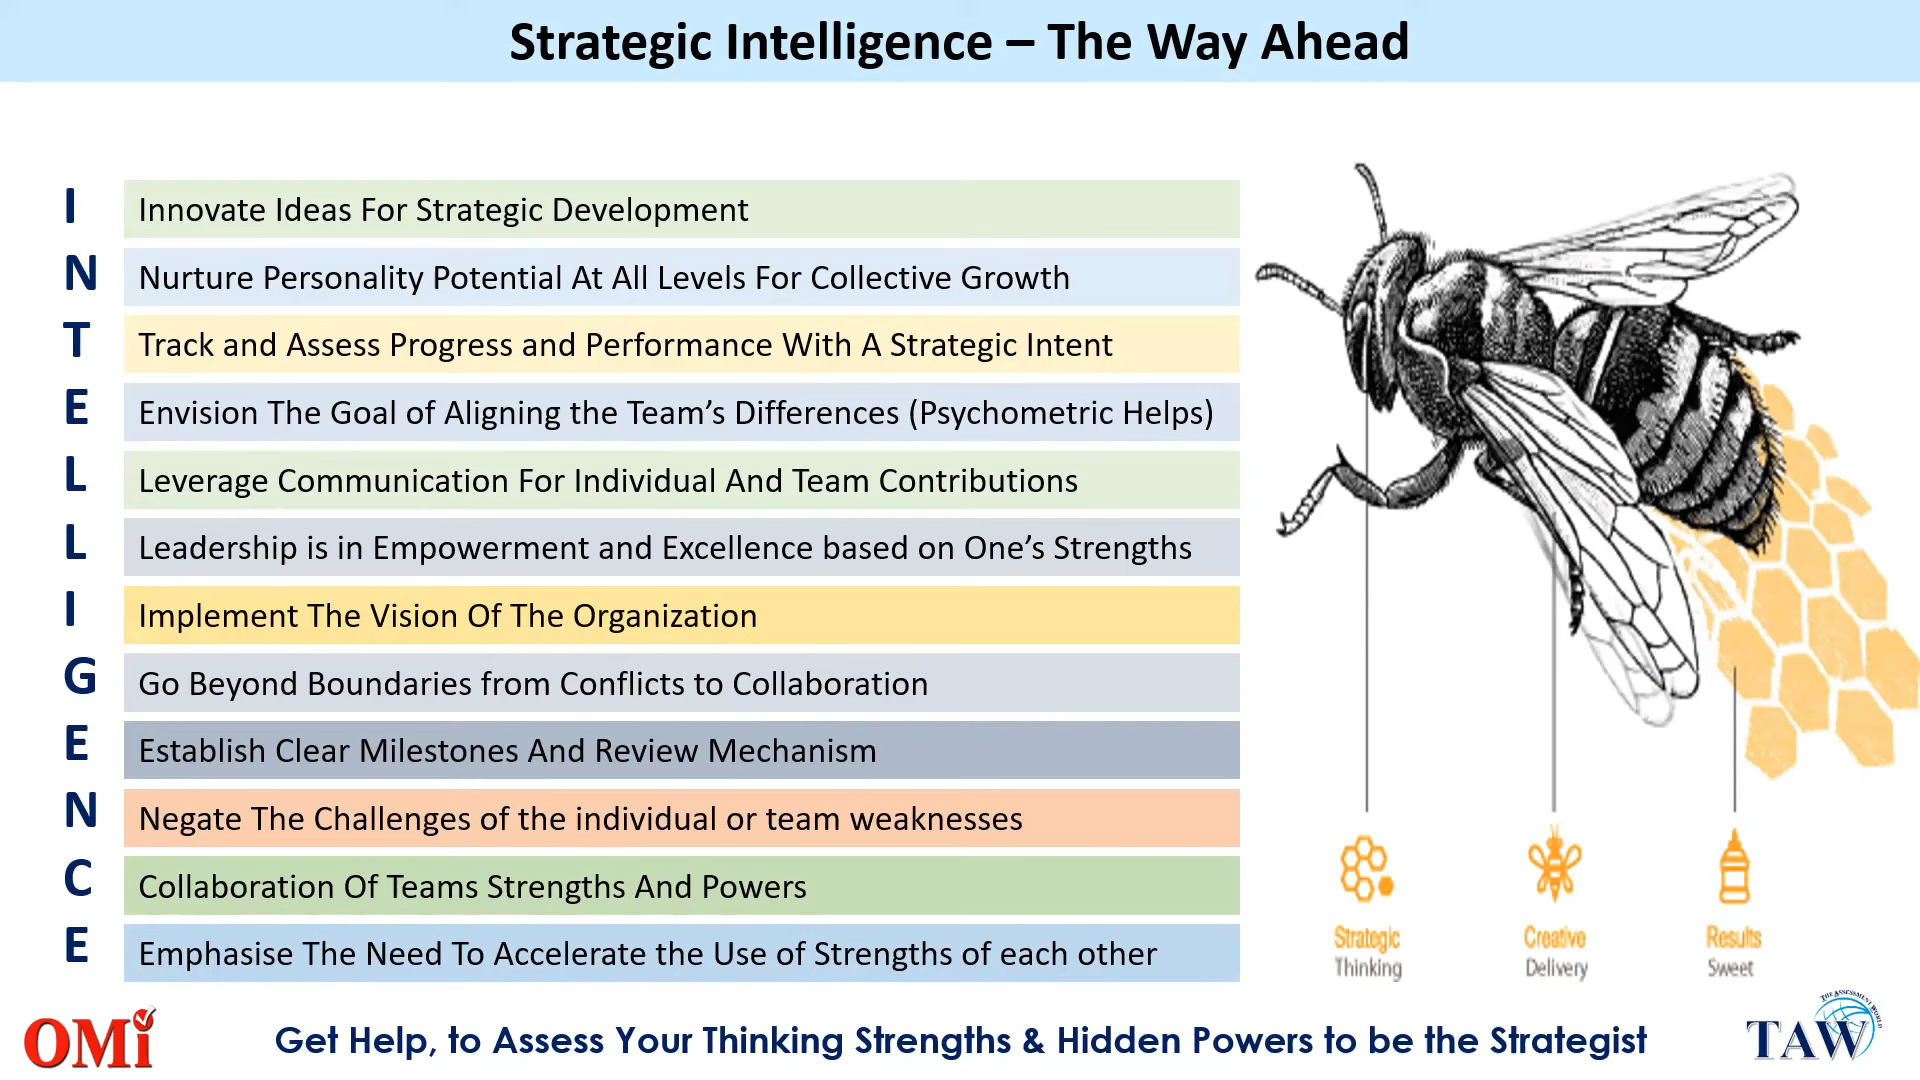 Strategic Intelligence – The Way Ahead
I Innovate Ideas For Strategic Development
N Nurture Personality Potential At All Levels For Collective Growth
T Track and Assess Progress and Performance With A Strategic Intent
E Envision The Goal of Aligning the Team’s Differences (Psychometric Helps)
L Leverage Communication For Individual And Team Contributions
L Leadership is in Empowerment and Excellence based on One’s Strengths
I Implement The Vision Of The Organization
G Go Beyond Boundaries from Conflicts to Collaboration
E Establish Clear Milestones And Review Mechanism
N Negate The Challenges of the individual or team weaknesses
C Collaboration Of Teams Strengths And Powers
E Emphasise The Need To Accelerate the Use of Strengths of each other
Strategic
Thinking
Creative
Delivery
Results
Sweet
OMi
Get Help, to Assess Your Thinking Strengths & Hidden Powers to be the Strategist
THE ASSESSMENT WORLD
TAW